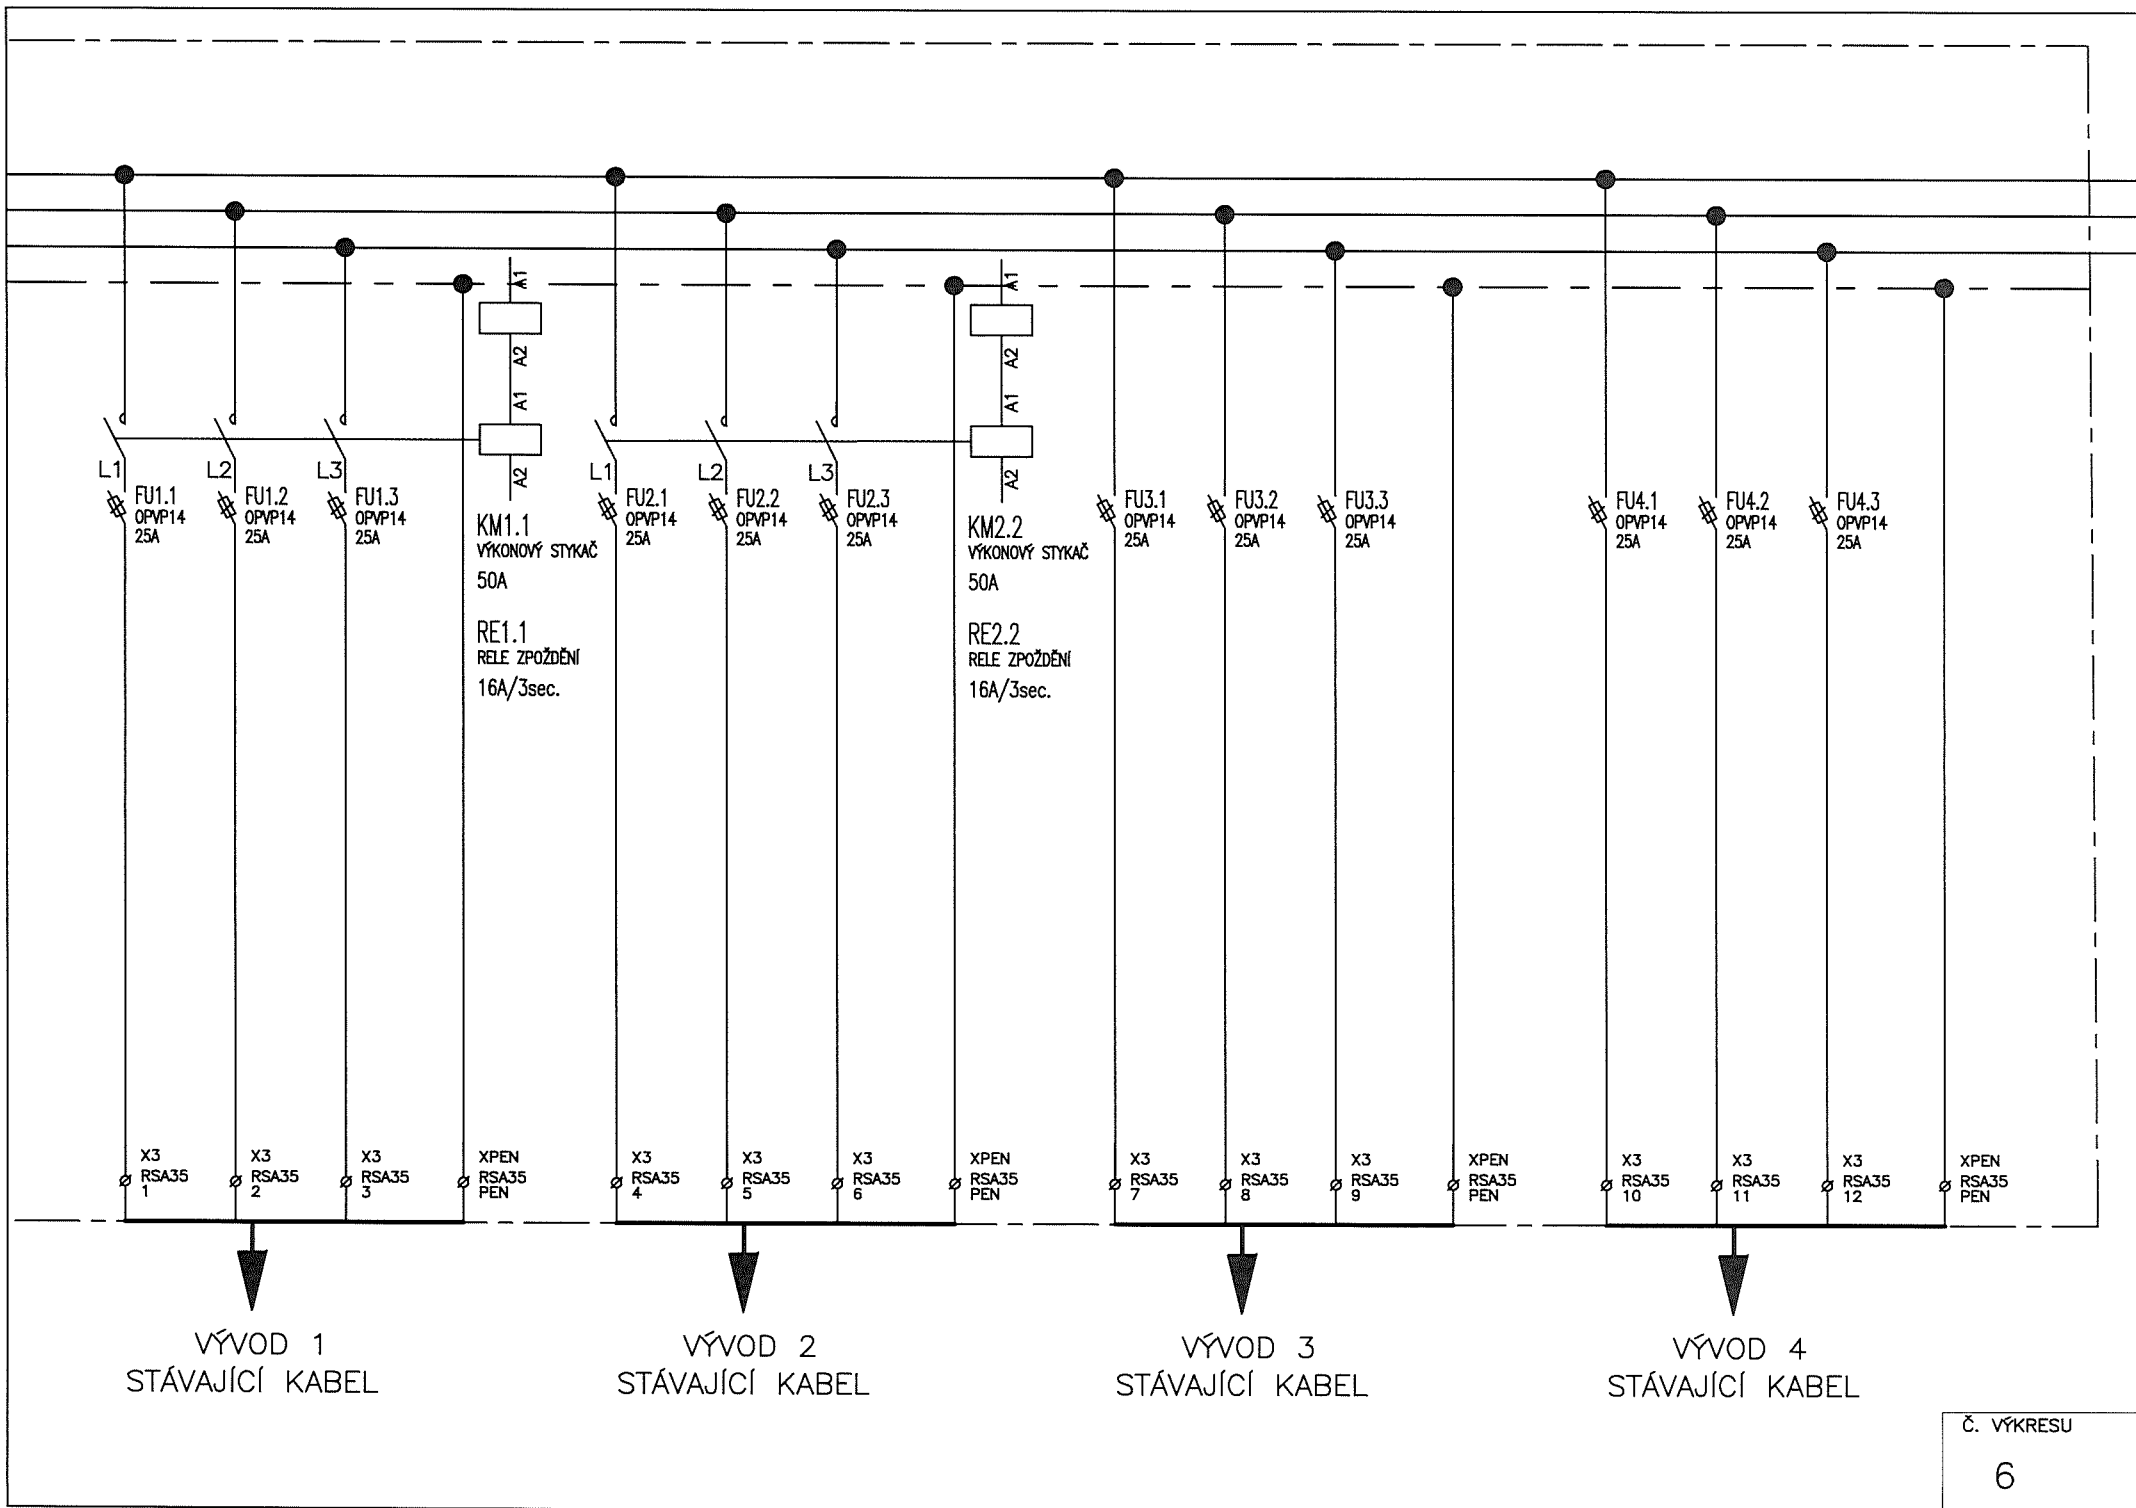 A1
A2
A1
A2
L1
L2
L3
FU1.1
OPVP14
25A
FU1.2
OPVP14
25A
FU1.3
OPVP14
25A
KM1.1
VÝKONOVÝ STYKAČ
50A
RE1.1
RELE ZPOŽDĚNÍ
16A/3sec.
A1
A2
A1
A2
L1
L2
L3
FU2.1
OPVP14
25A
FU2.2
OPVP14
25A
FU2.3
OPVP14
25A
KM2.2
VÝKONOVÝ STYKAČ
50A
RE2.2
RELE ZPOŽDĚNÍ
16A/3sec.
FU3.1
OPVP14
25A
FU3.2
OPVP14
25A
FU3.3
OPVP14
25A
FU4.1
OPVP14
25A
FU4.2
OPVP14
25A
FU4.3
OPVP14
25A
X3
RSA35
1
X3
RSA35
2
X3
RSA35
3
XPEN
RSA35
PEN
X3
RSA35
4
X3
RSA35
5
X3
RSA35
6
XPEN
RSA35
PEN
X3
RSA35
7
X3
RSA35
8
X3
RSA35
9
XPEN
RSA35
PEN
X3
RSA35
10
X3
RSA35
11
X3
RSA35
12
XPEN
RSA35
PEN
VÝVOD 1
STÁVAJÍCÍ KABEL
VÝVOD 2
STÁVAJÍCÍ KABEL
VÝVOD 3
STÁVAJÍCÍ KABEL
VÝVOD 4
STÁVAJÍCÍ KABEL
Č. VÝKRESU
6